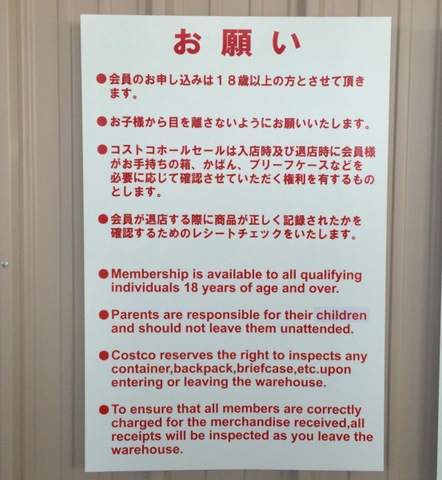 お願い
●会員のお申し込みは１８歳以上の方とさせて頂き
ます。
●お子様から目を離さないようにお願いいたします。
●コストコホールセールは入店時及び退店時に会員様
がお手持ちの箱、かばん、ブリーフケースなどを
必要に応じて確認させていただく権利を有するもの
とします。
●会員が退店する際に商品が正しく記録されたかを
確認するためのレシートチェックをいたします。
●Membership is available to all qualifying
individuals 18 years of age and over.
●Parents are responsible for their children
and should not leave them unattended.
●Costco reserves the right to inspects any
container,backpack,briefcase,etc.upon
entering or leaving the warehouse.
●To ensure that all members are correctly
charged for the merchandise received,all
receipts will be inspected as you leave the
warehouse.